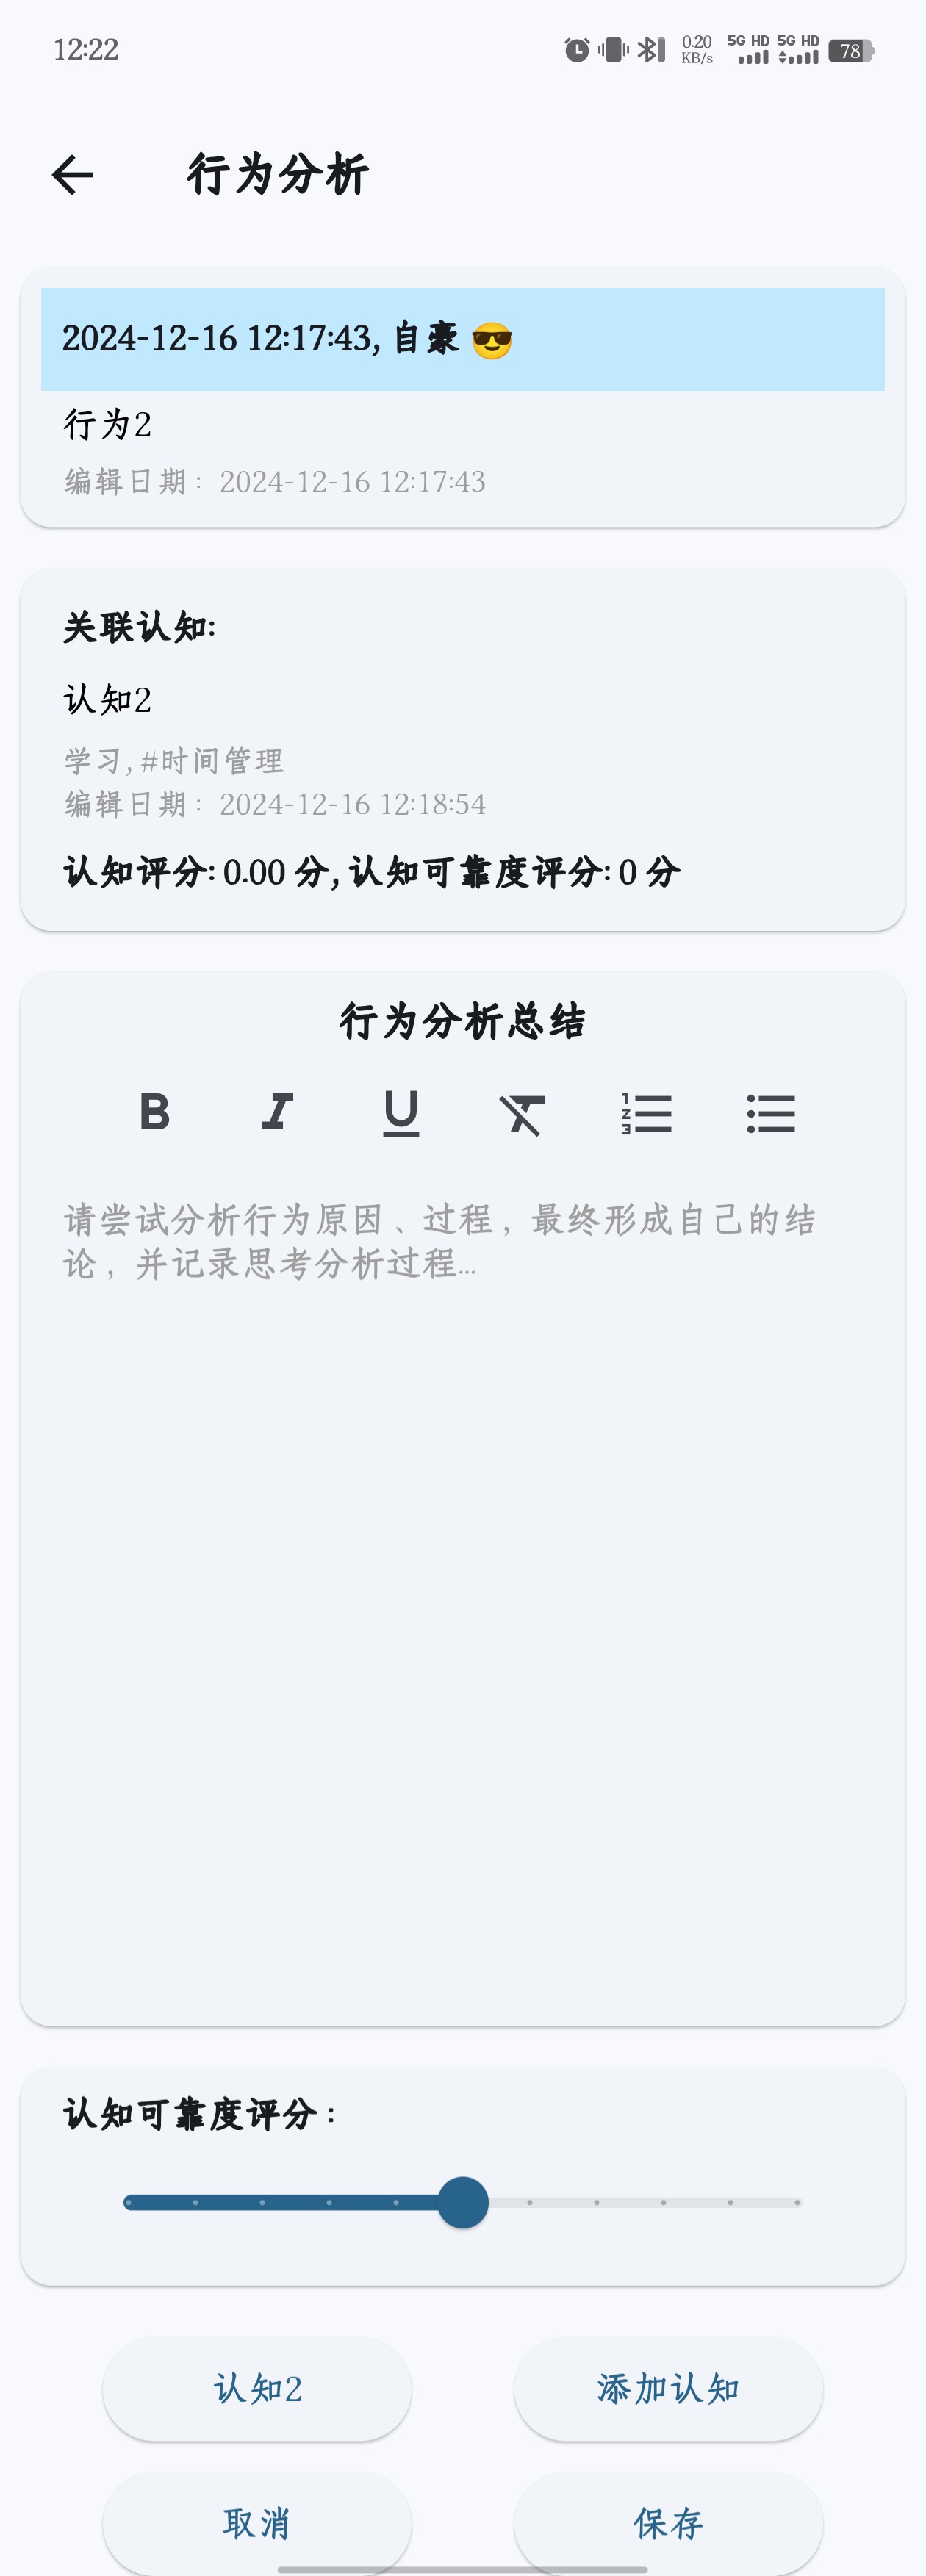 12:22
0.20
KB/s
5G HD 5G HD
78
行为分析
2024-12-16 12:17:43, 自豪 😎
行为2
编辑日期：2024-12-16 12:17:43
关联认知:
认知2
学习, #时间管理
编辑日期：2024-12-16 12:18:54
认知评分: 0.00 分, 认知可靠度评分: 0 分
行为分析总结
请尝试分析行为原因、过程，最终形成自己的结
论，并记录思考分析过程...
认知可靠度评分：
认知2
添加认知
取消
保存